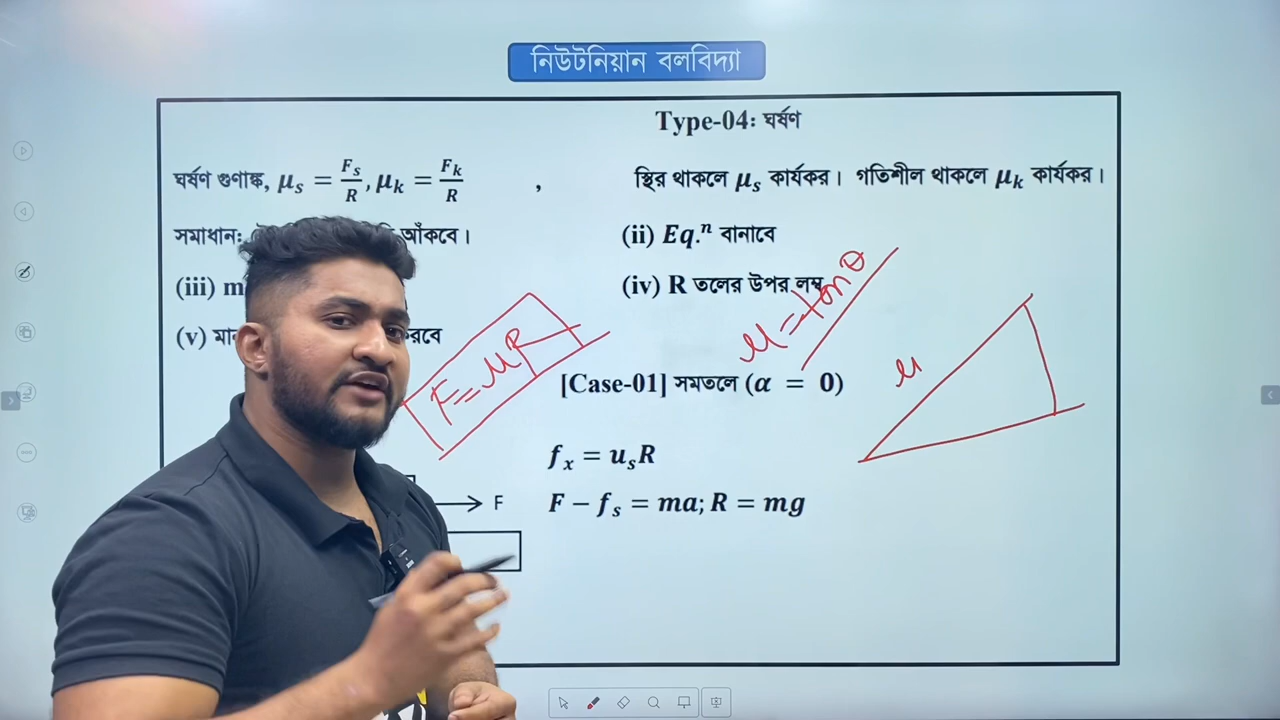 নিউটনিয়ান বলবিদ্যা
Type-04: ঘর্ষণ
ঘর্ষণ গুণাঙ্ক, μₛ = Fₛ/R, μₖ = Fₖ/R , স্থির থাকলে μₛ কার্যকর। গতিশীল থাকলে μₖ কার্যকর।
সমাধান: আঁকবে। (ii) Eq.ⁿ বানাবে
(iii) m (iv) R তলের উপর লম্ব
(v)
F = μR
μ = tanθ
μ
[Case-01] সমতলে (α = 0)
fₓ = uₛR
F F − fₛ = ma; R = mg